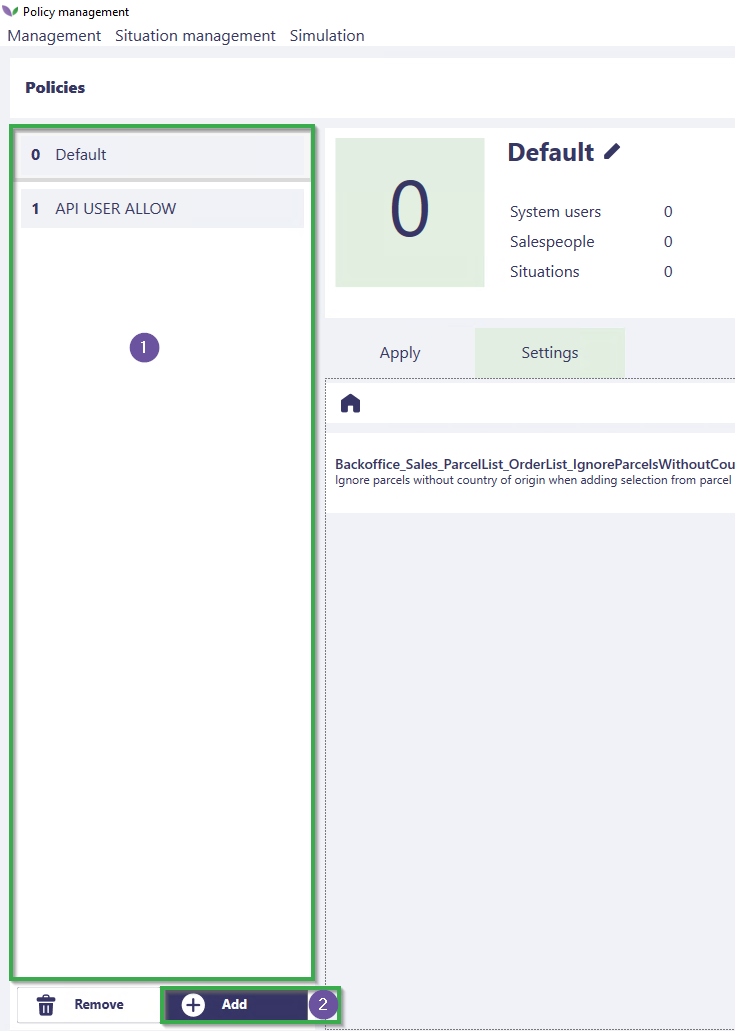 Policy management
Management Situation management Simulation
Policies
0 Default
1 API USER ALLOW
1
Remove
Add
2
0
Default
System users 0
Salespeople 0
Situations 0
Apply Settings
Backoffice_Sales_ParcelList_OrderList_IgnoreParcelsWithoutCou
Ignore parcels without country of origin when adding selection from parcel